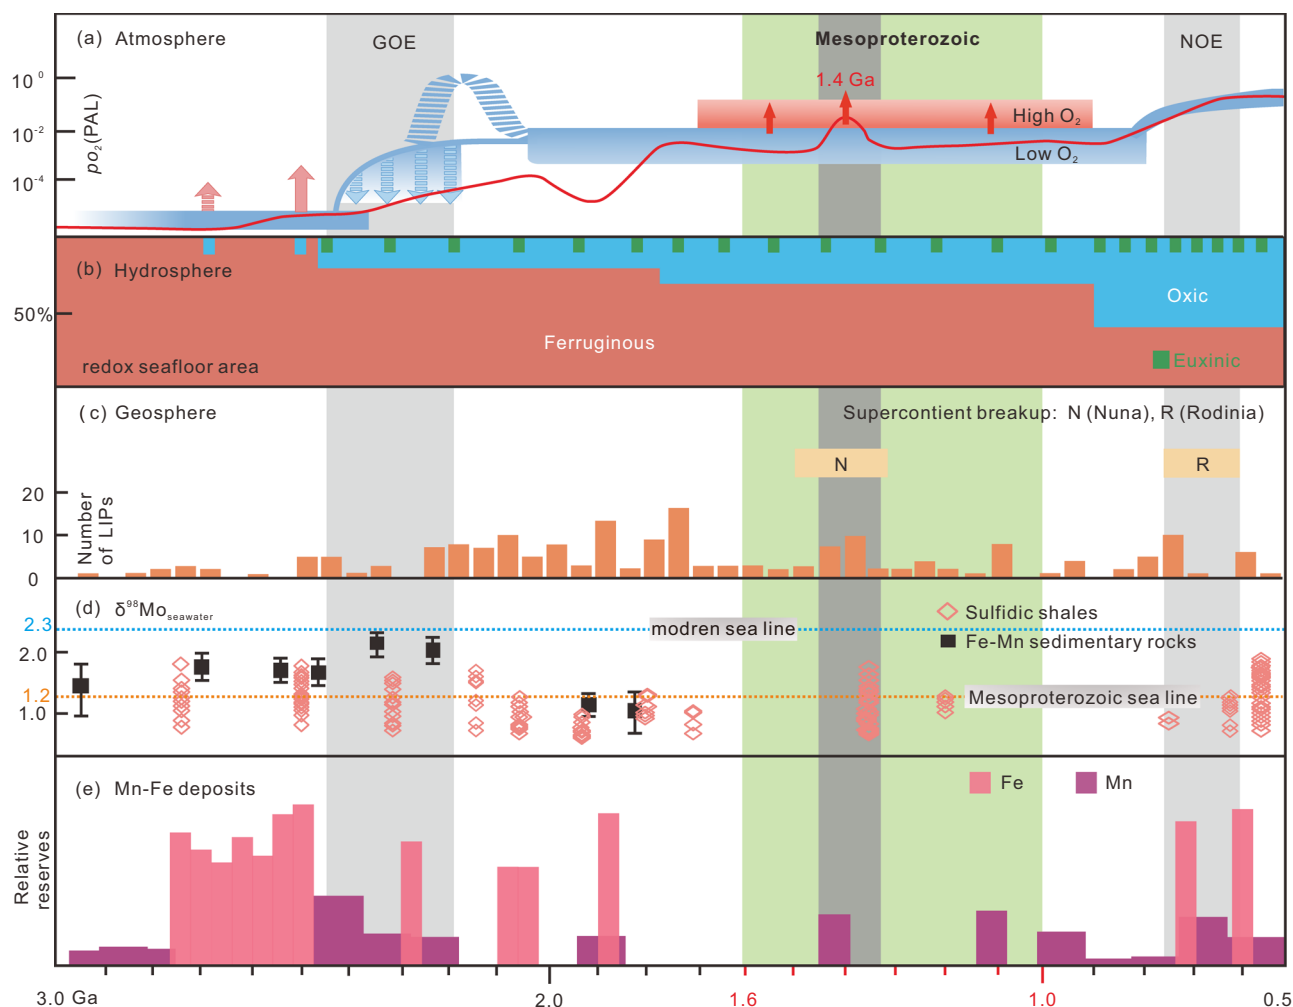 (a) Atmosphere
GOE
Mesoproterozoic
NOE
1.4 Ga
10⁰
10⁻²
10⁻⁴
po₂(PAL)
High O₂
Low O₂
(b) Hydrosphere
50%
Oxic
Ferruginous
redox seafloor area
Euxinic
(c) Geosphere
Supercontient breakup: N (Nuna), R (Rodinia)
N
R
20
10
0
Number
of LIPs
(d) δ⁹⁸Mo seawater
2.3
2.0
1.2
1.0
modren sea line
Sulfidic shales
Fe-Mn sedimentary rocks
Mesoproterozoic sea line
(e) Mn-Fe deposits
Fe
Mn
Relative
reserves
3.0 Ga
2.0
1.6
1.0
0.5